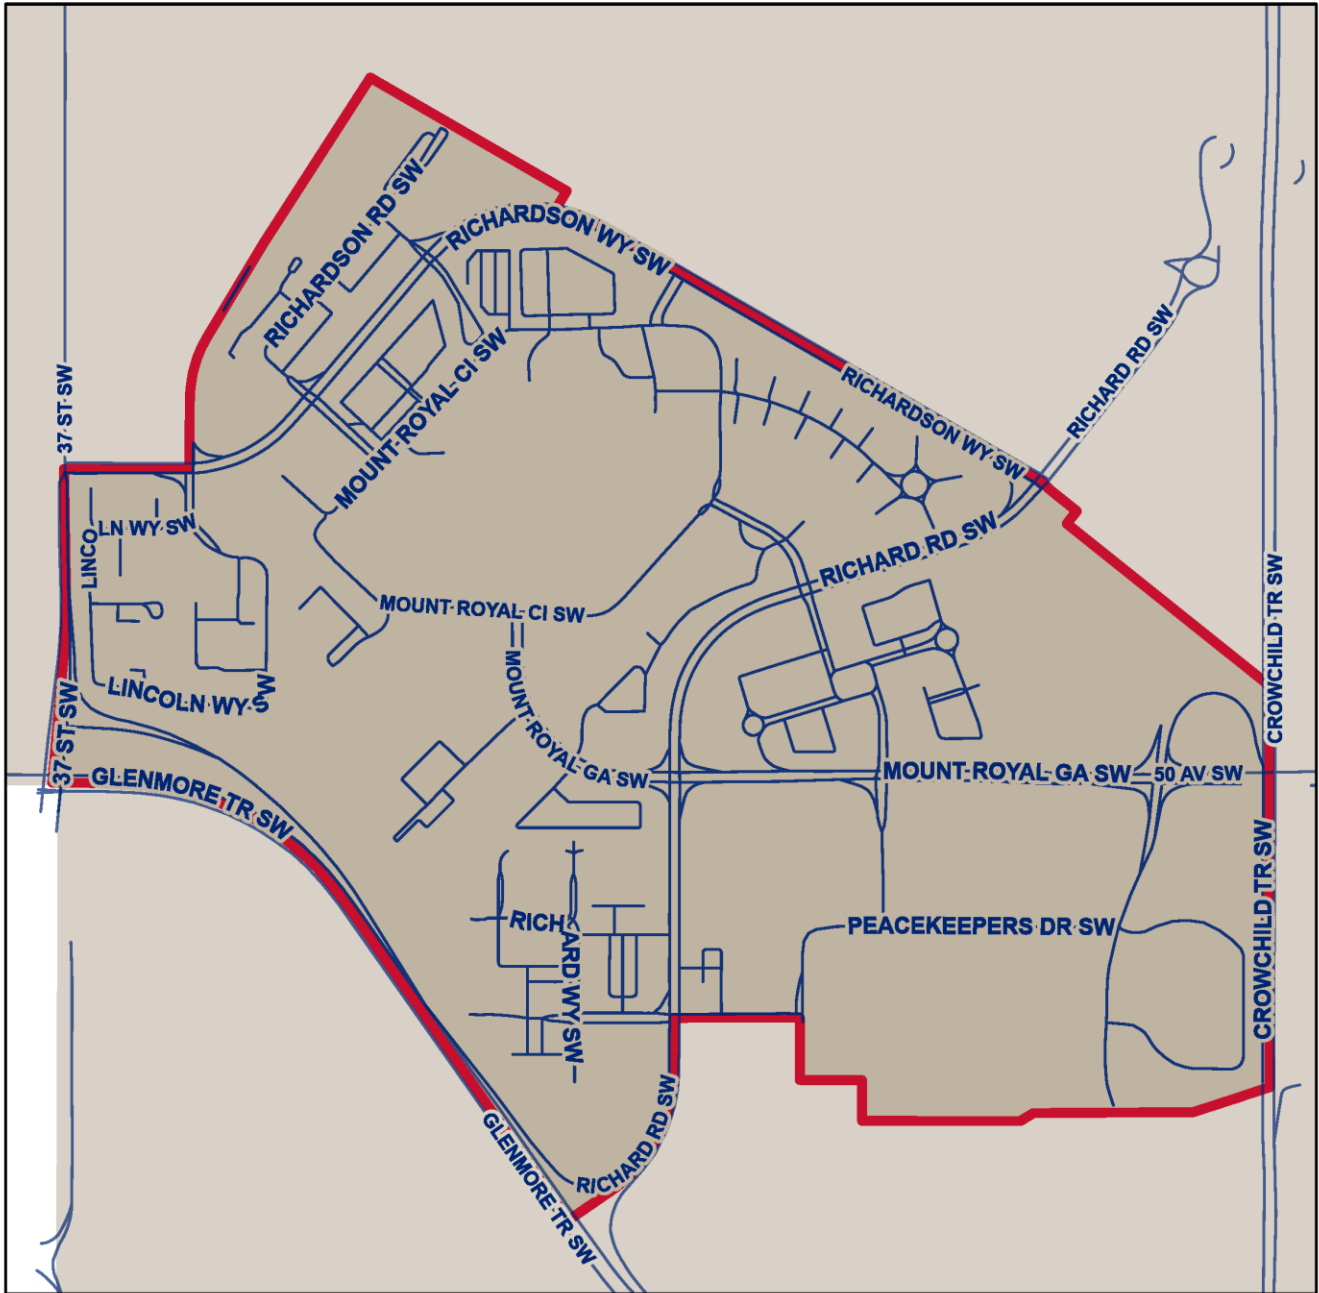 RICHARDSON RD SW
RICHARDSON WY SW
RICHARD RD SW
37 ST SW
MOUNT ROYAL CI SW
RICHARDSON WY SW
LINCOLN WY SW
RICHARD RD SW
CROWCHILD TR SW
MOUNT ROYAL CI SW
LINCOLN WY SW
MOUNT ROYAL GA SW
37 ST SW
GLENMORE TR SW
MOUNT ROYAL GA SW
50 AV SW
CROWCHILD TR SW
RICHARD WY SW
PEACEKEEPERS DR SW
RICHARD RD SW
GLENMORE TR SW